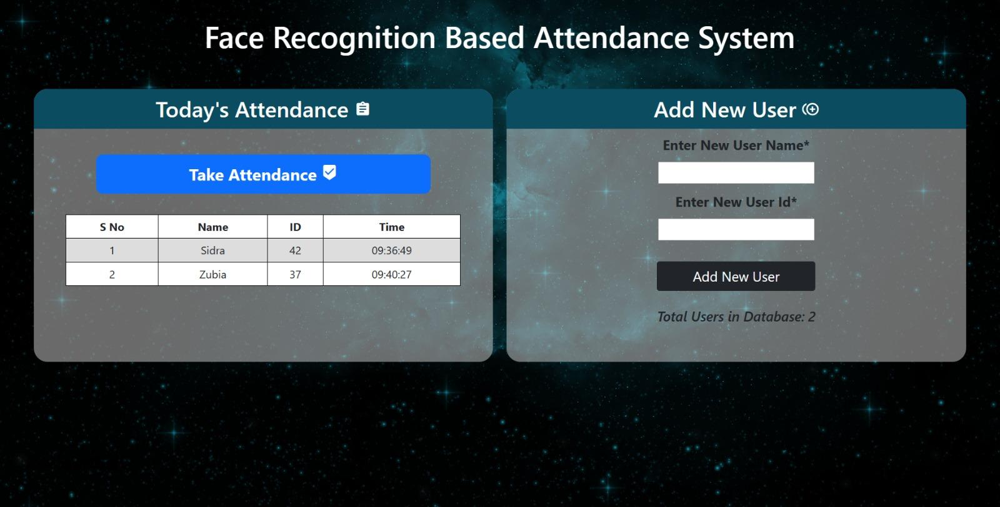 Face Recognition Based Attendance System
Today's Attendance
Take Attendance
S No Name ID Time
1 Sidra 42 09:36:49
2 Zubia 37 09:40:27
Add New User
Enter New User Name*
Enter New User Id*
Add New User
Total Users in Database: 2